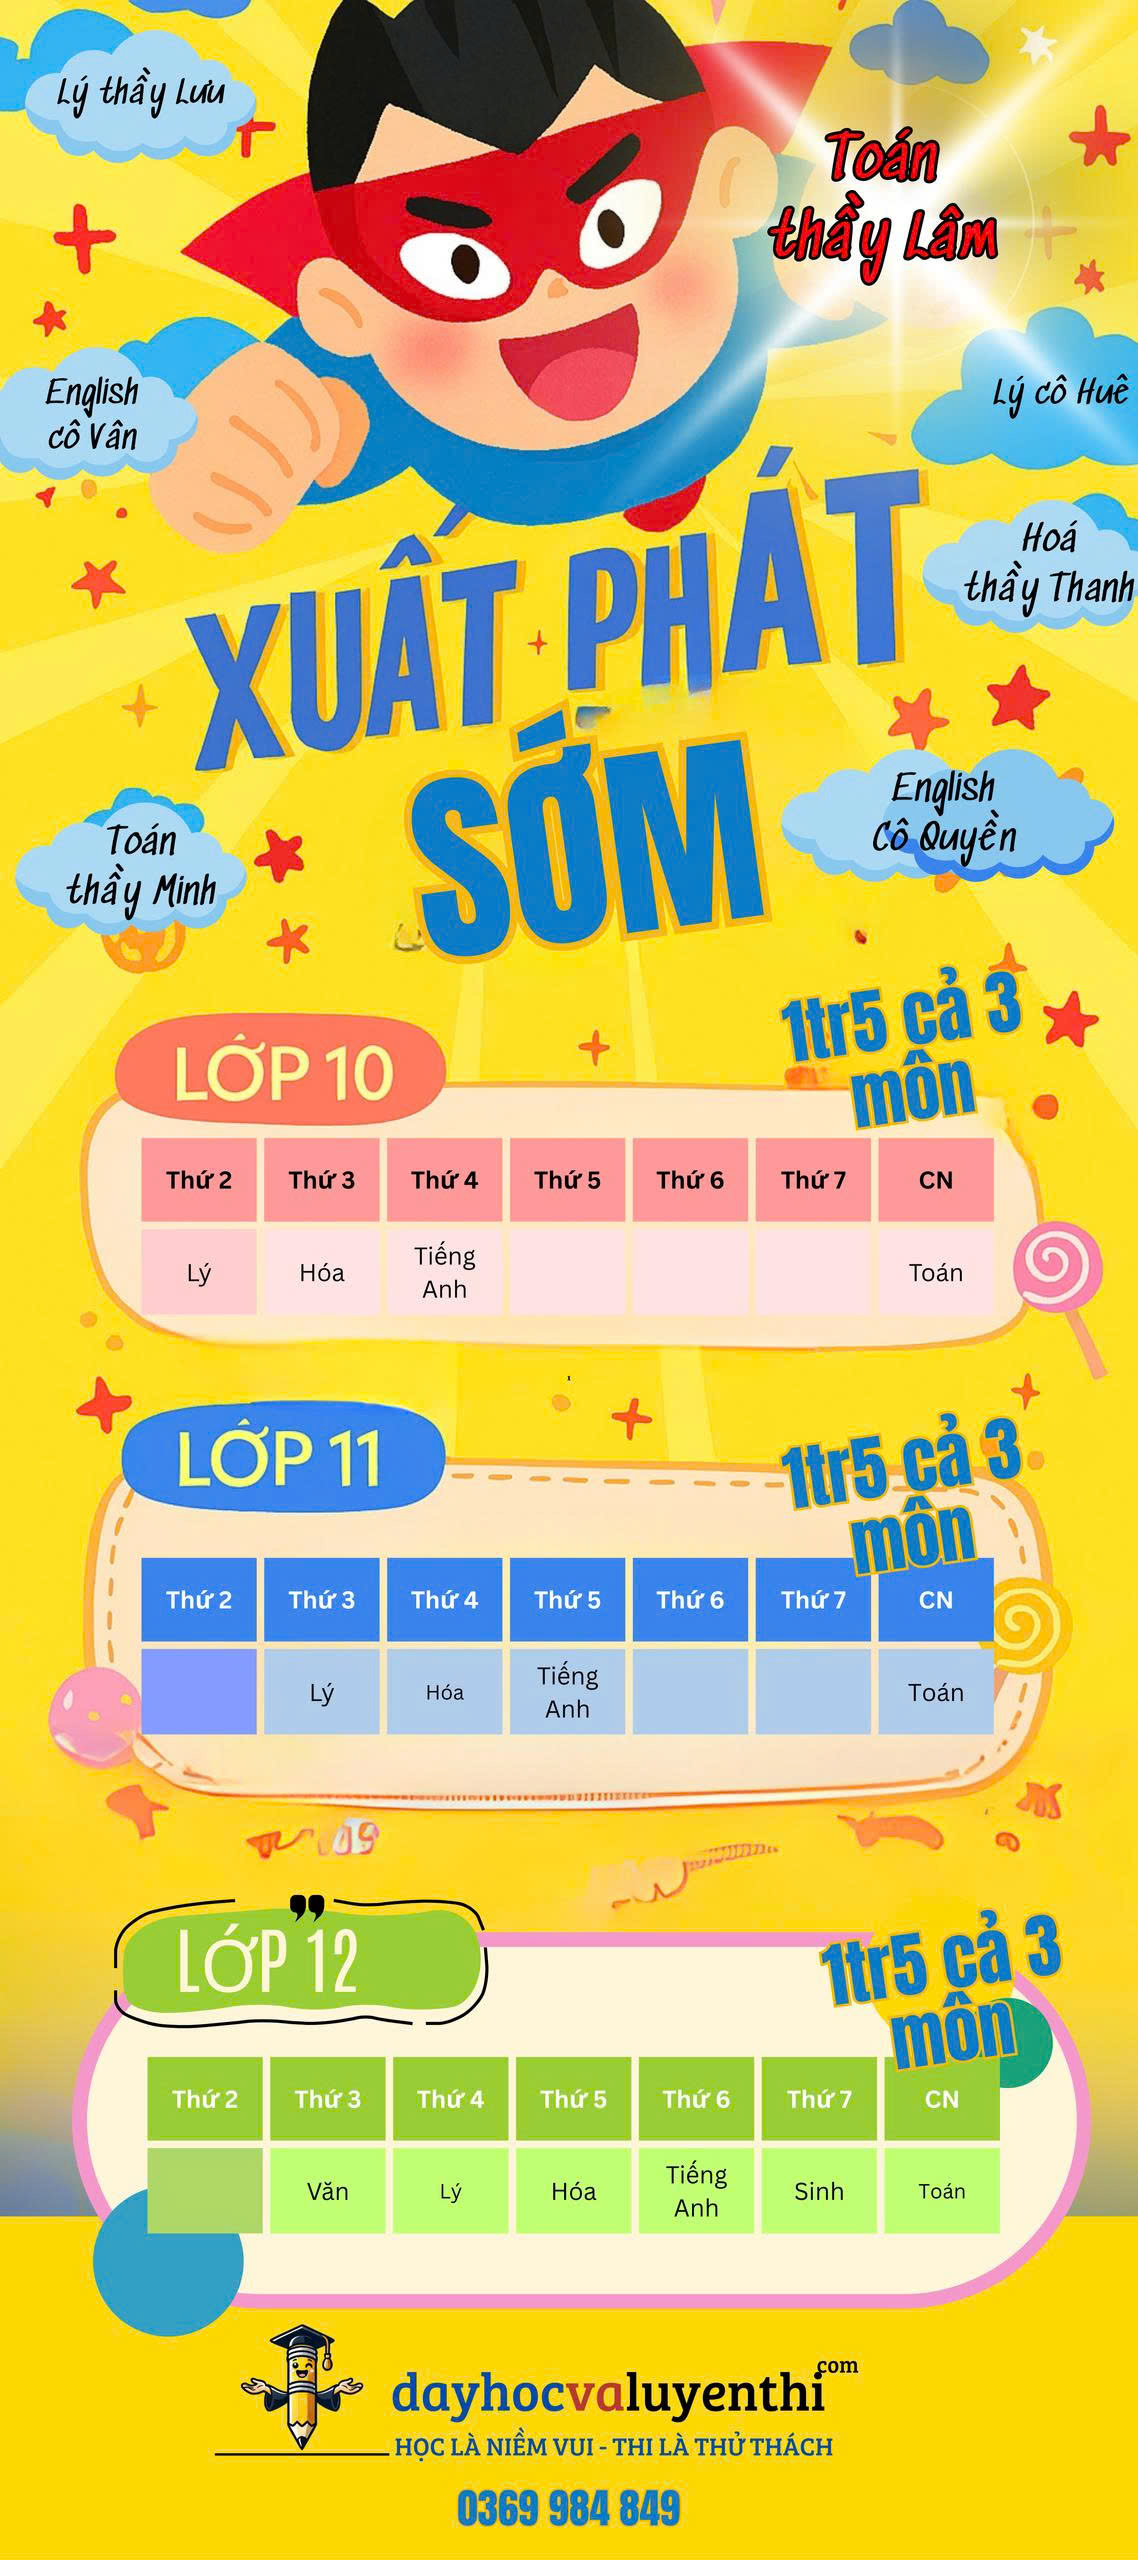 Lý thầy Lưu
Toán
thầy Lâm
English
cô Vân
Lý cô Huê
Hoá
thầy Thanh
XUẤT PHÁT
SỚM
English
Cô Quyền
Toán
thầy Minh
1tr5 cả 3
môn
LỚP 10
Thứ 2 Thứ 3 Thứ 4 Thứ 5 Thứ 6 Thứ 7 CN
Lý Hóa Tiếng Anh Toán
1tr5 cả 3
môn
LỚP 11
Thứ 2 Thứ 3 Thứ 4 Thứ 5 Thứ 6 Thứ 7 CN
Lý Hóa Tiếng Anh Toán
1tr5 cả 3
môn
LỚP 12
Thứ 2 Thứ 3 Thứ 4 Thứ 5 Thứ 6 Thứ 7 CN
Văn Lý Hóa Tiếng Anh Sinh Toán
dayhocvaluyenthi.com
HỌC LÀ NIỀM VUI - THI LÀ THỬ THÁCH
0369 984 849